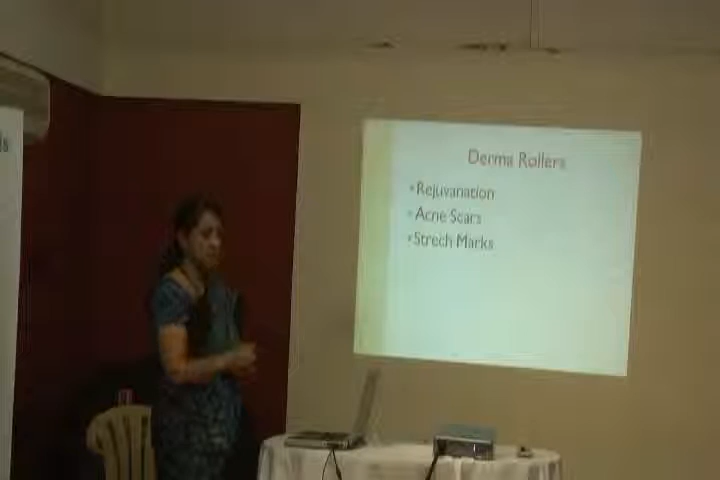 Derma Rollers
•Rejuvanation
•Acne Scars
•Strech Marks